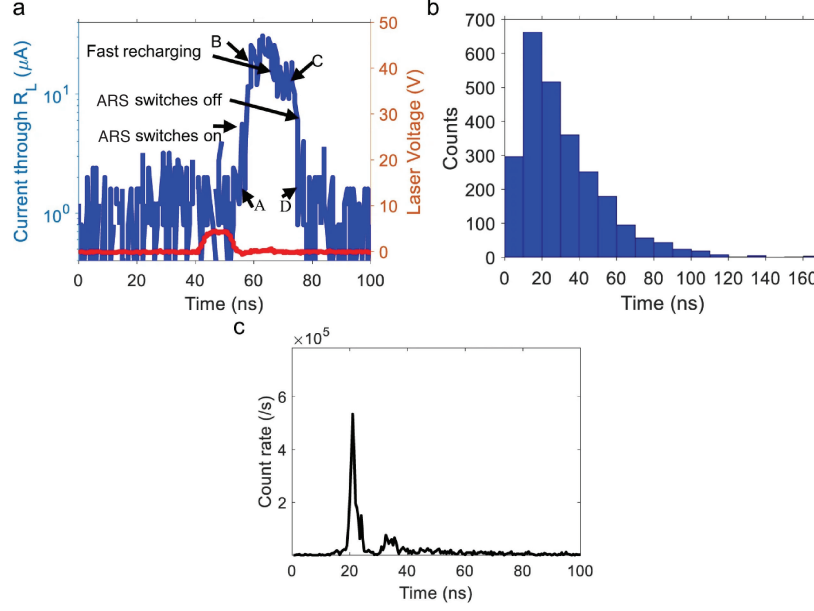 a
Current through R_L (μA)
10^1
10^0
Fast recharging
B
C
ARS switches off
ARS switches on
A
D
50
40
30
20
10
0
Laser Voltage (V)
0 20 40 60 80 100
Time (ns)
b
Counts
700
600
500
400
300
200
100
0
0 20 40 60 80 100 120 140 160
Time (ns)
c
×10^5
Count rate (/s)
6
4
2
0 20 40 60 80 100
Time (ns)